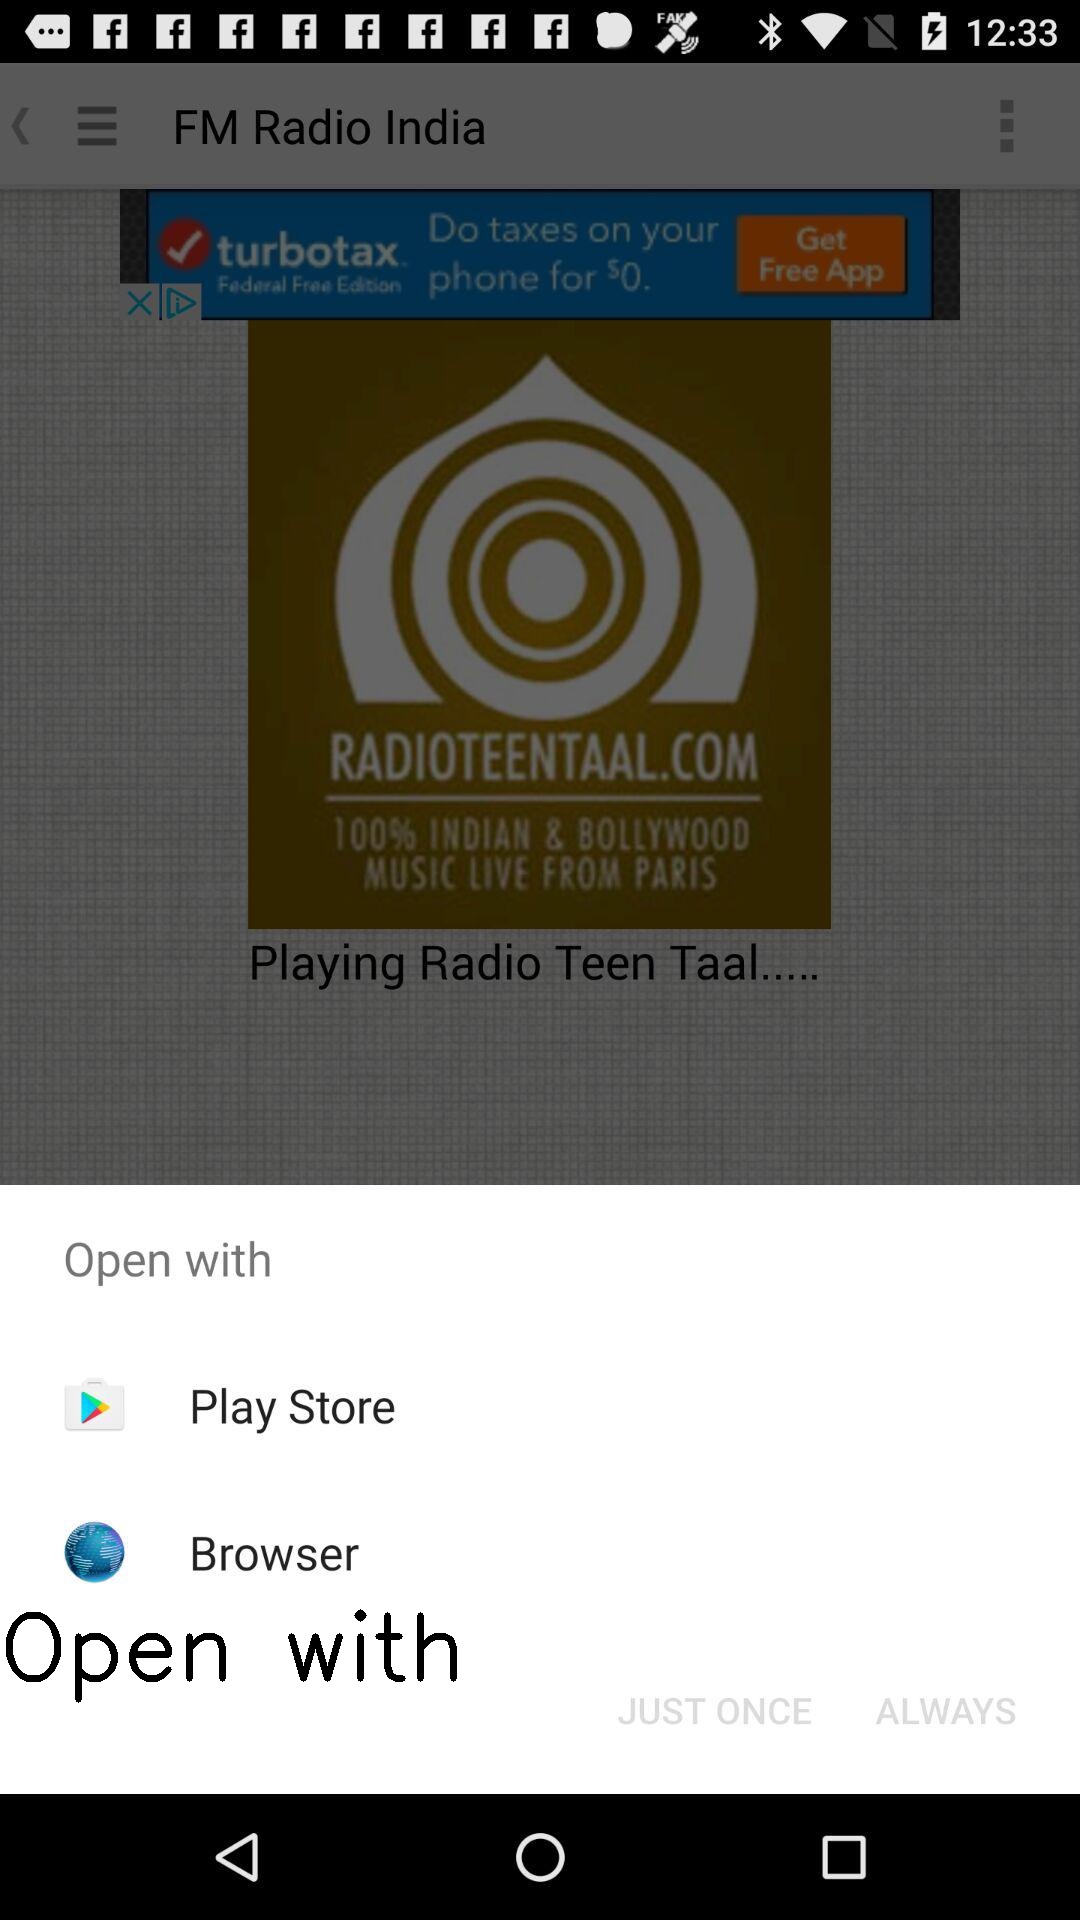 FAKE
12:33
FM Radio India
turbotax
Federal Free Edition
Do taxes on your
phone for $0.
Get
Free App
RADIOTEENTAAL.COM
100% INDIAN & BOLLYWOOD
MUSIC LIVE FROM PARIS
Playing Radio Teen Taal.....
Open with
Play Store
Browser
Open with
JUST ONCE
ALWAYS